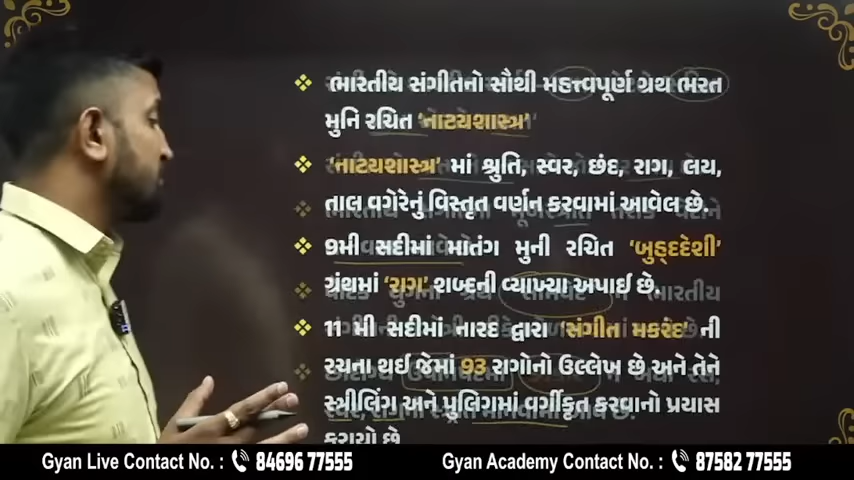 ભારતીય સંગીતનો સૌથી મહત્ત્વપૂર્ણ ગ્રંથ ભરત
મુનિ રચિત 'નાટ્યશાસ્ત્ર'
'નાટ્યશાસ્ત્ર' માં શ્રુતિ, સ્વર, છંદ, રાગ, લય,
તાલ વગેરેનું વિસ્તૃત વર્ણન કરવામાં આવેલ છે.
9મી સદીમાં માતંગ મુની રચિત 'બુહ્દદેશી'
ગ્રંથમાં 'રાગ' શબ્દની વ્યાખ્યા અપાઈ છે.
11 મી સદીમાં નારદ દ્વારા 'સંગીત મકરંદ' ની
રચના થઈ જેમાં 93 રાગોનો ઉલ્લેખ છે અને તેને
સ્ત્રીલિંગ અને પુલિગમાં વર્ગીકૃત કરવાનો પ્રયાસ
કરાયો છે
Gyan Live Contact No. : 84696 77555
Gyan Academy Contact No. : 87582 77555